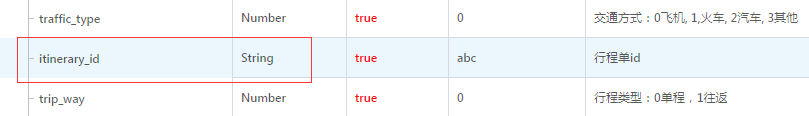 traffic_type Number true 0 交通方式：0飞机, 1,火车, 2汽车, 3其他
itinerary_id String true abc 行程单id
trip_way Number true 0 行程类型：0单程，1往返